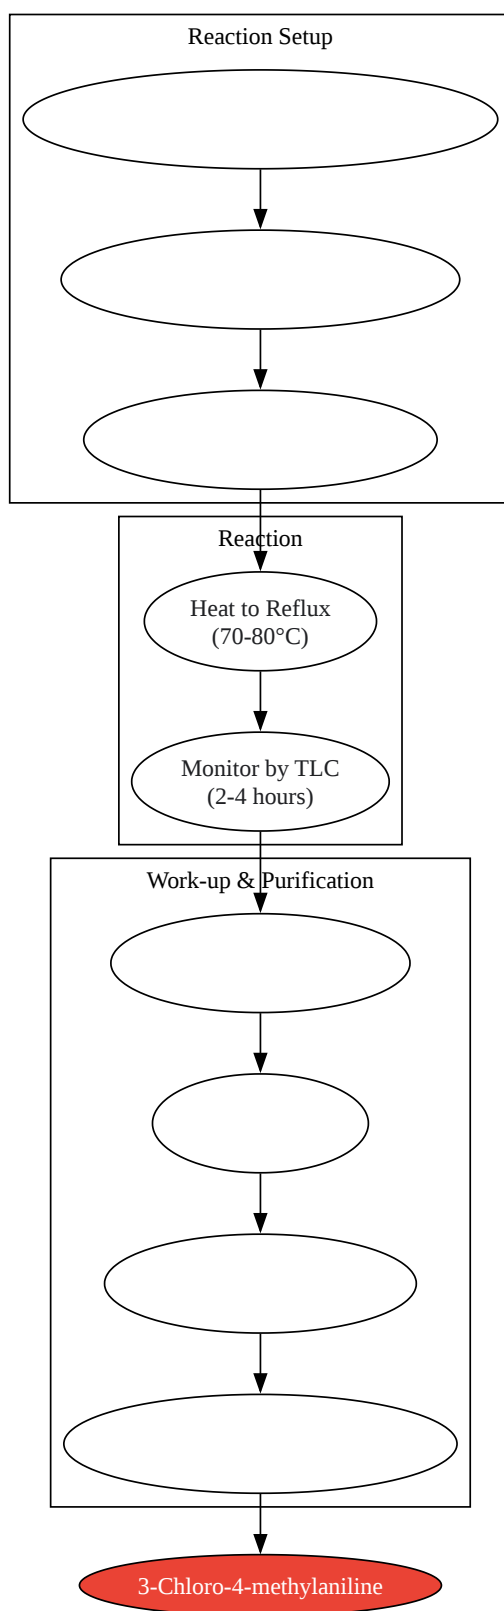 Reaction Setup
Reaction
Heat to Reflux
(70-80°C)
Monitor by TLC
(2-4 hours)
Work-up & Purification
3-Chloro-4-methylaniline